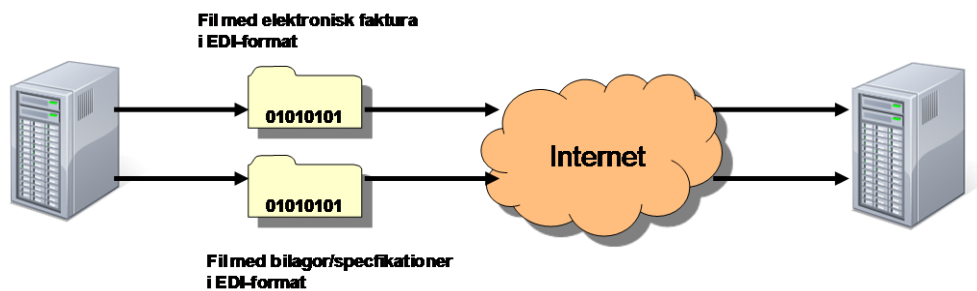 Fil med elektronisk faktura
i EDI-format
01010101
Internet
01010101
Fil med bilagor/specfikationer
i EDI-format